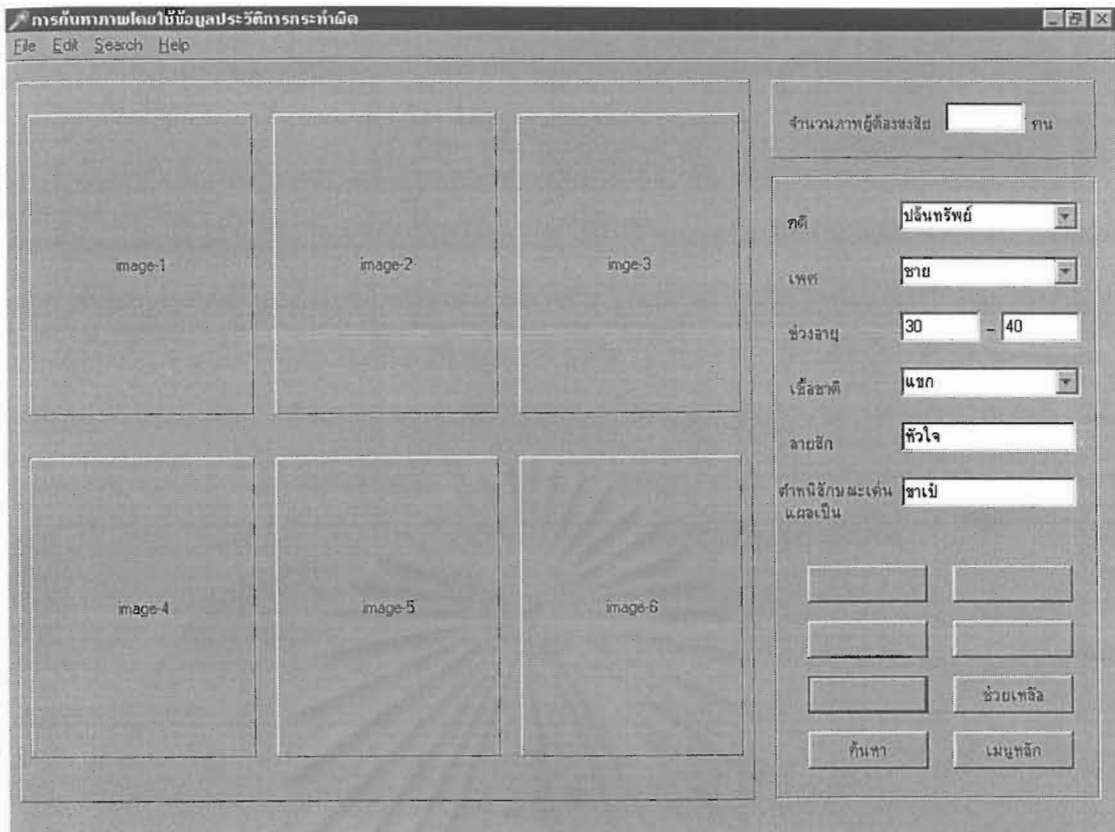 การค้นหาภาพโดยใช้ข้อมูลประวัติการกระทำผิด
File Edit Search Help
image-1 image-2 imge-3
image-4 image-5 image-6
จำนวนภาพผู้ต้องสงสัย คน
คดี ปล้นทรัพย์
เพศ ชาย
ช่วงอายุ 30 – 40
เชื้อชาติ แขก
ลายสัก หัวใจ
ตำหนิลักษณะเด่น ขาเป๋
แผลเป็น
ช่วยเหลือ
ค้นหา เมนูหลัก